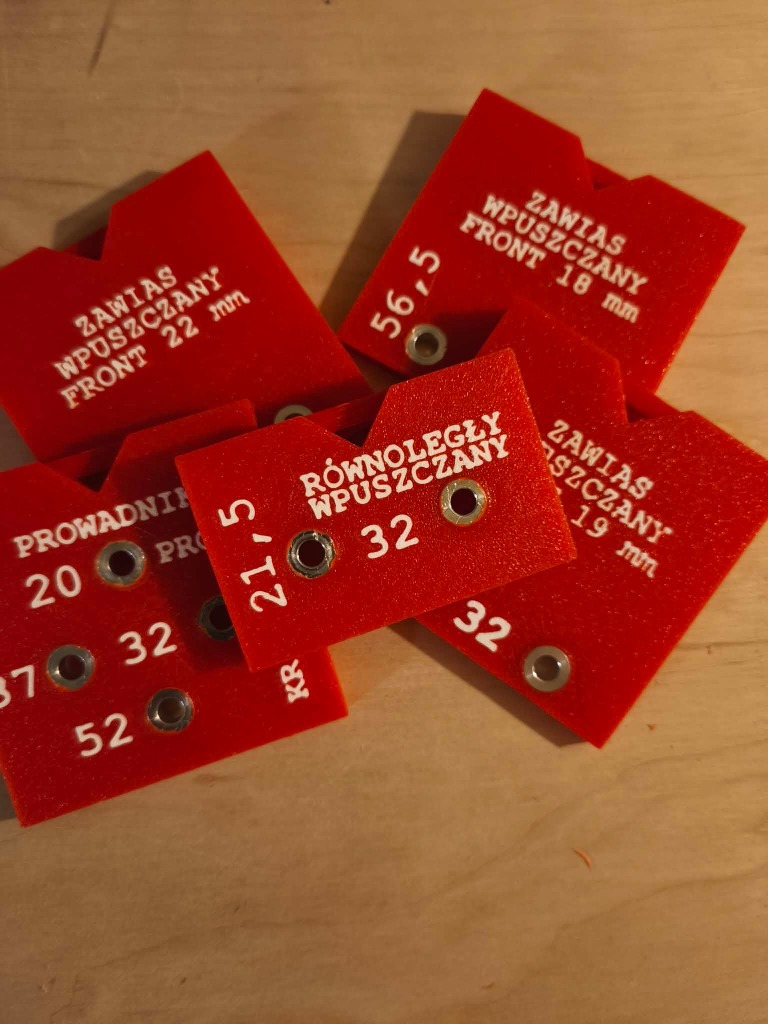 ZAWIAS
WPUSZCZANY
FRONT 18 mm
56,5
ZAWIAS
WPUSZCZANY
FRONT 22 mm
RÓWNOLEGŁY
WPUSZCZANY
21,5
32
ZAWIAS
19 mm
32
20
32
37
52